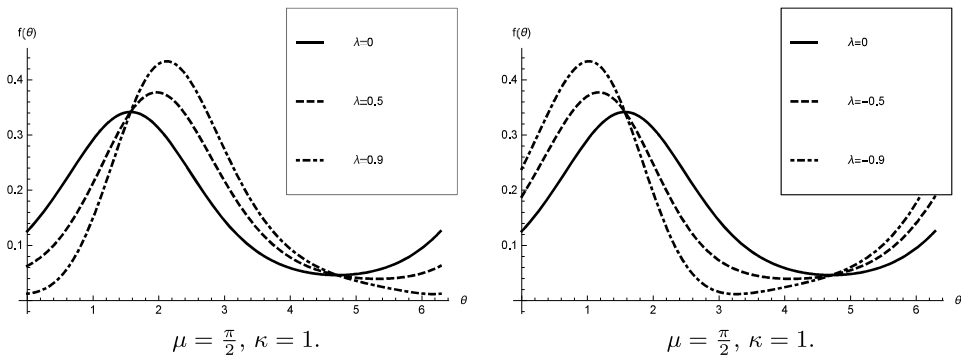 f(θ)
λ=0
λ=0.5
λ=0.9
0.4
0.3
0.2
0.1
1 2 3 4 5 6 θ
μ = π/2, κ = 1.
f(θ)
λ=0
λ=-0.5
λ=-0.9
0.4
0.3
0.2
0.1
1 2 3 4 5 6 θ
μ = π/2, κ = 1.